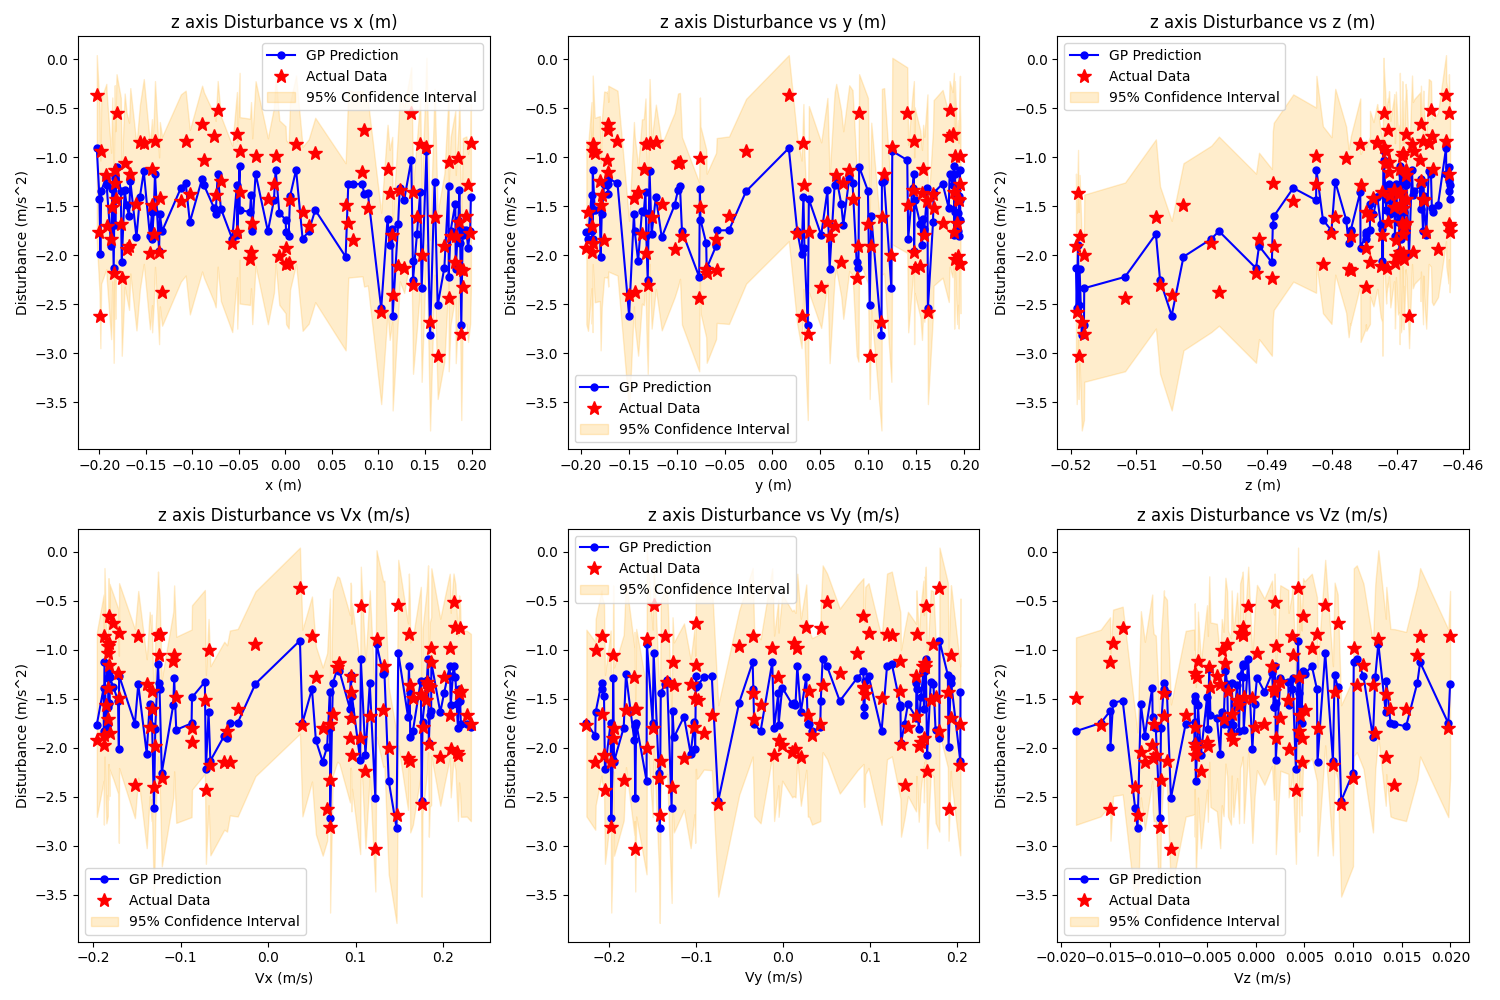 z axis Disturbance vs x (m)
Disturbance (m/s^2)
0.0
−0.5
−1.0
−1.5
−2.0
−2.5
−3.0
−3.5
GP Prediction
Actual Data
95% Confidence Interval
−0.20 −0.15 −0.10 −0.05 0.00 0.05 0.10 0.15 0.20
x (m)
z axis Disturbance vs y (m)
Disturbance (m/s^2)
0.0
−0.5
−1.0
−1.5
−2.0
−2.5
−3.0
−3.5
GP Prediction
Actual Data
95% Confidence Interval
−0.20 −0.15 −0.10 −0.05 0.00 0.05 0.10 0.15 0.20
y (m)
z axis Disturbance vs z (m)
Disturbance (m/s^2)
0.0
−0.5
−1.0
−1.5
−2.0
−2.5
−3.0
−3.5
GP Prediction
Actual Data
95% Confidence Interval
−0.52 −0.51 −0.50 −0.49 −0.48 −0.47 −0.46
z (m)
z axis Disturbance vs Vx (m/s)
Disturbance (m/s^2)
0.0
−0.5
−1.0
−1.5
−2.0
−2.5
−3.0
−3.5
GP Prediction
Actual Data
95% Confidence Interval
−0.2 −0.1 0.0 0.1 0.2
Vx (m/s)
z axis Disturbance vs Vy (m/s)
Disturbance (m/s^2)
0.0
−0.5
−1.0
−1.5
−2.0
−2.5
−3.0
−3.5
GP Prediction
Actual Data
95% Confidence Interval
−0.2 −0.1 0.0 0.1 0.2
Vy (m/s)
z axis Disturbance vs Vz (m/s)
Disturbance (m/s^2)
0.0
−0.5
−1.0
−1.5
−2.0
−2.5
−3.0
−3.5
GP Prediction
Actual Data
95% Confidence Interval
−0.020 −0.015 −0.010 −0.005 0.000 0.005 0.010 0.015 0.020
Vz (m/s)